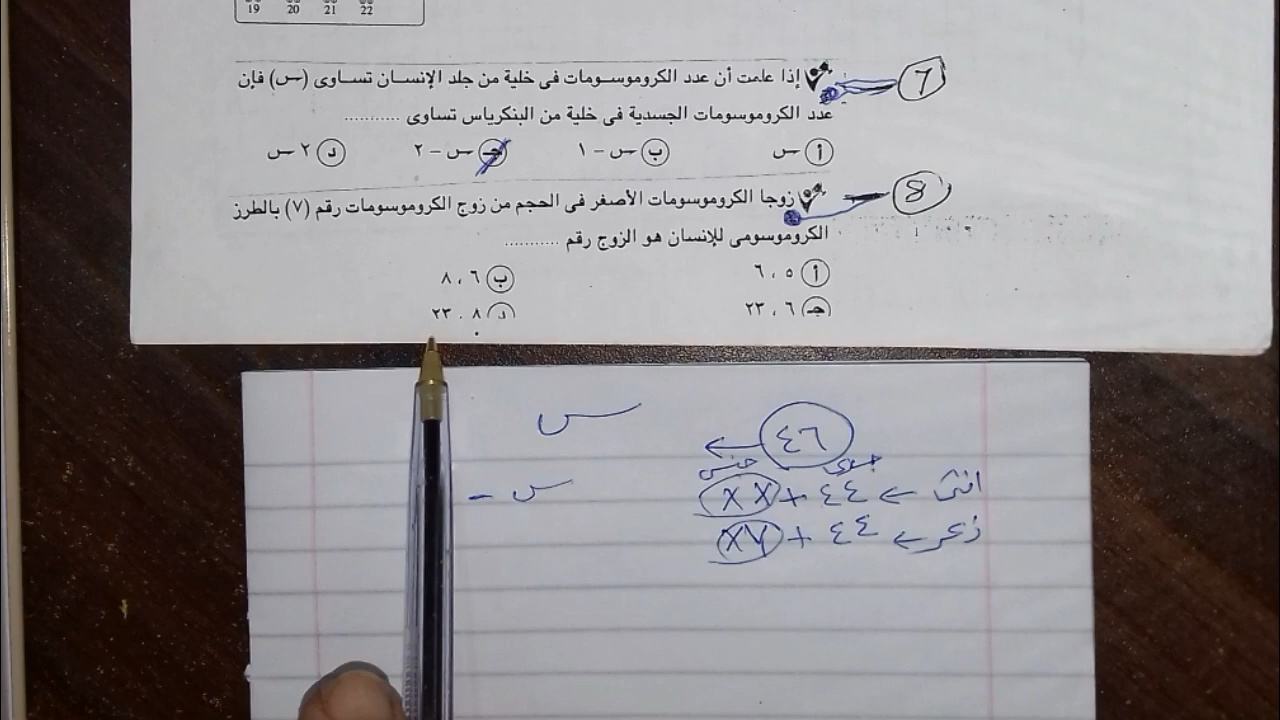 19 20 21 22
7
إذا علمت أن عدد الكروموسومات فى خلية من جلد الإنسان تساوى (س) فإن
عدد الكروموسومات الجسدية فى خلية من البنكرياس تساوى ...........
أ س ب س - ١ جـ س - ٢ د ٢ س
8
زوجا الكروموسومات الأصغر فى الحجم من زوج الكروموسومات رقم (٧) بالطرز
الكروموسومى للإنسان هو الزوج رقم ...........
أ ٥ ، ٦ ب ٦ ، ٨
جـ ٦ ، ٢٣ د ٨ ، ٢٣
٤٦ ← س
جسدى جنسى
انثى ← ٤٤ + XX س -
ذكر ← ٤٤ + XY